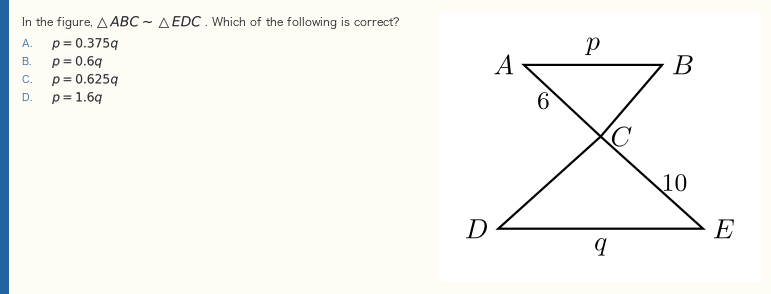 In the figure, △ABC ~ △EDC . Which of the following is correct?
A. p = 0.375q
B. p = 0.6q
C. p = 0.625q
D. p = 1.6q
p
A B
6
C
10
D E
q